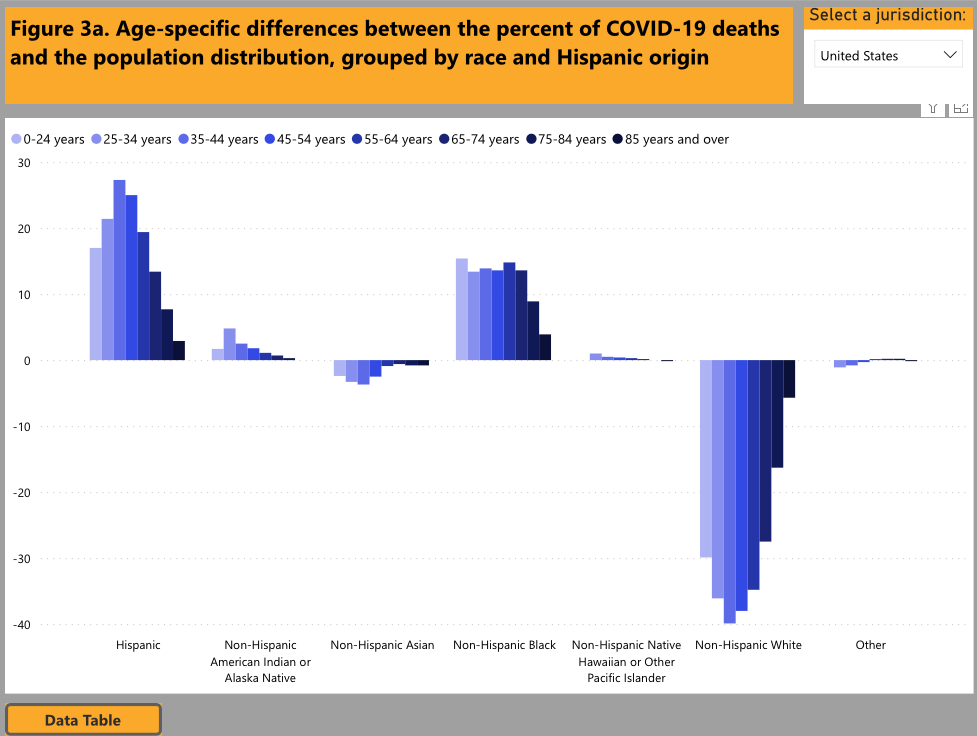 Figure 3a. Age-specific differences between the percent of COVID-19 deaths
and the population distribution, grouped by race and Hispanic origin
Select a jurisdiction:
United States
0-24 years 25-34 years 35-44 years 45-54 years 55-64 years 65-74 years 75-84 years 85 years and over
30
20
10
0
-10
-20
-30
-40
Hispanic
Non-Hispanic
American Indian or
Alaska Native
Non-Hispanic Asian
Non-Hispanic Black
Non-Hispanic Native
Hawaiian or Other
Pacific Islander
Non-Hispanic White
Other
Data Table